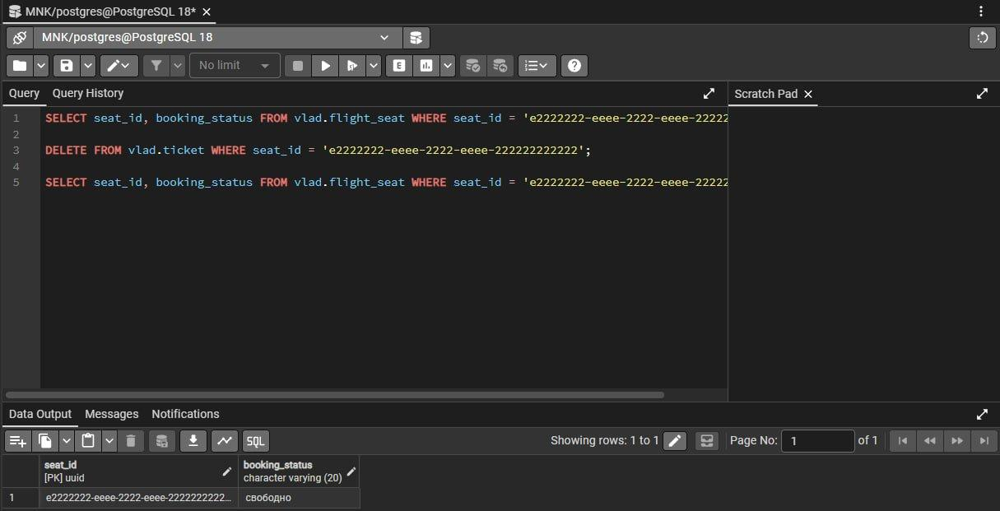 MNK/postgres@PostgreSQL 18*
MNK/postgres@PostgreSQL 18
No limit
E
Query Query History
Scratch Pad
1 SELECT seat_id, booking_status FROM vlad.flight_seat WHERE seat_id = 'e2222222-eeee-2222-eeee-22222
2
3 DELETE FROM vlad.ticket WHERE seat_id = 'e2222222-eeee-2222-eeee-222222222222';
4
5 SELECT seat_id, booking_status FROM vlad.flight_seat WHERE seat_id = 'e2222222-eeee-2222-eeee-22222
Data Output Messages Notifications
SQL Showing rows: 1 to 1 Page No: 1 of 1
seat_id booking_status
[PK] uuid character varying (20)
1 e2222222-eeee-2222-eeee-2222222222… свободно